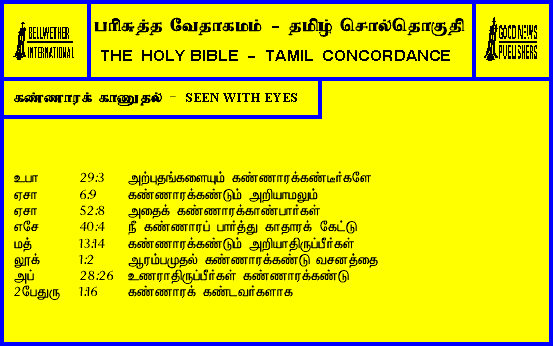 BELLWETHER
INTERNATIONAL
பரிசுத்த வேதாகமம் - தமிழ் சொல்தொகுதி
THE HOLY BIBLE - TAMIL CONCORDANCE
GOOD NEWS
PUBLISHERS
கண்ணாரக் காணுதல் - SEEN WITH EYES
உபா 29:3 அற்புதங்களையும் கண்ணாரக்கண்டீர்களே
ஏசா 6:9 கண்ணாரக்கண்டும் அறியாமலும்
ஏசா 52:8 அதைக் கண்ணாரக்காண்பார்கள்
எசே 40:4 நீ கண்ணாரப் பார்த்து காதாரக் கேட்டு
மத் 13:14 கண்ணாரக்கண்டும் அறியாதிருப்பீர்கள்
லூக் 1:2 ஆரம்பமுதல் கண்ணாரக்கண்டு வசனத்தை
அப் 28:26 உணராதிருப்பீர்கள் கண்ணாரக்கண்டு
2பேதுரு 1:16 கண்ணாரக் கண்டவர்களாக